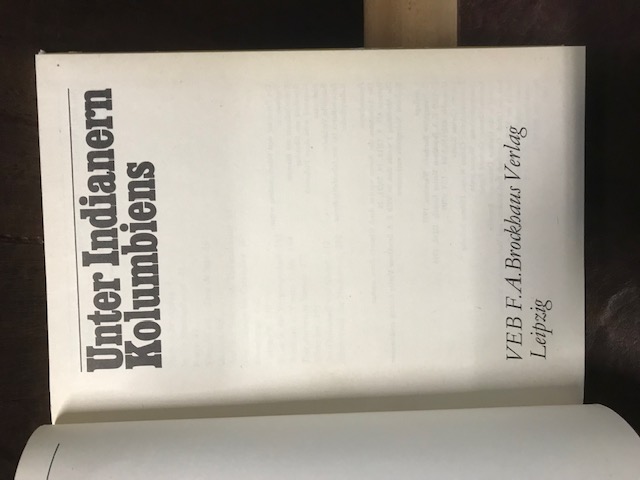 Unter Indianern
Kolumbiens
VEB F.A. Brockhaus Verlag
Leipzig